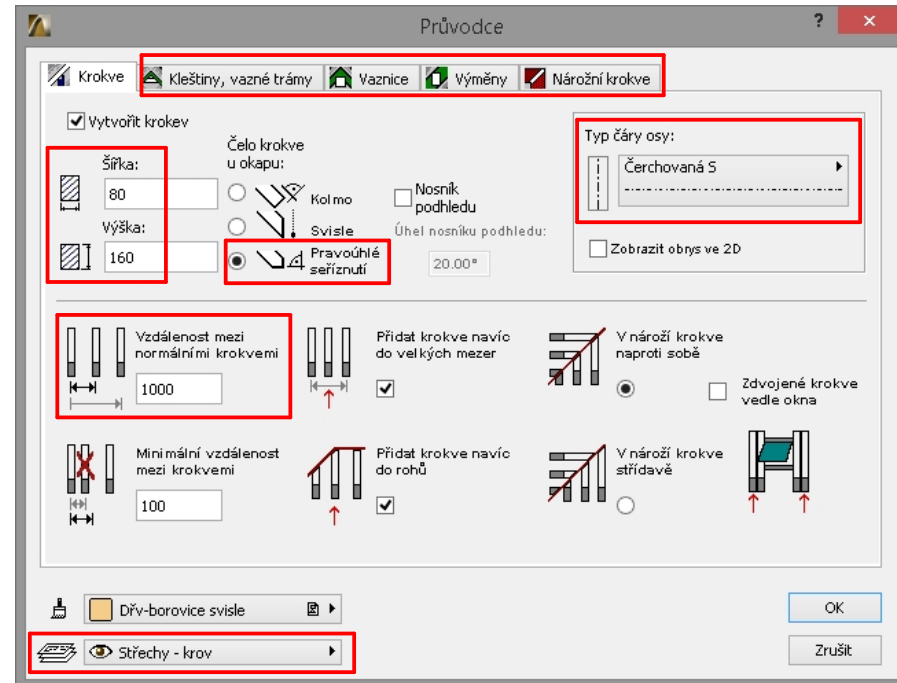 Průvodce
?
Krokve
Kleštiny, vazné trámy
Vaznice
Výměny
Nárožní krokve
Vytvořit krokev
Šířka:
80
Výška:
160
Čelo krokve
u okapu:
Kolmo
Svisle
Pravoúhlé
seříznutí
Nosník
podhledu
Úhel nosníku podhledu:
20.00°
Typ čáry osy:
Čerchovaná S
Zobrazit obrys ve 2D
Vzdálenost mezi
normálními krokvemi
1000
Přidat krokve navíc
do velkých mezer
V nároží krokve
naproti sobě
Zdvojené krokve
vedle okna
Minimální vzdálenost
mezi krokvemi
100
Přidat krokve navíc
do rohů
V nároží krokve
střídavě
Dřv-borovice svisle
OK
Střechy - krov
Zrušit